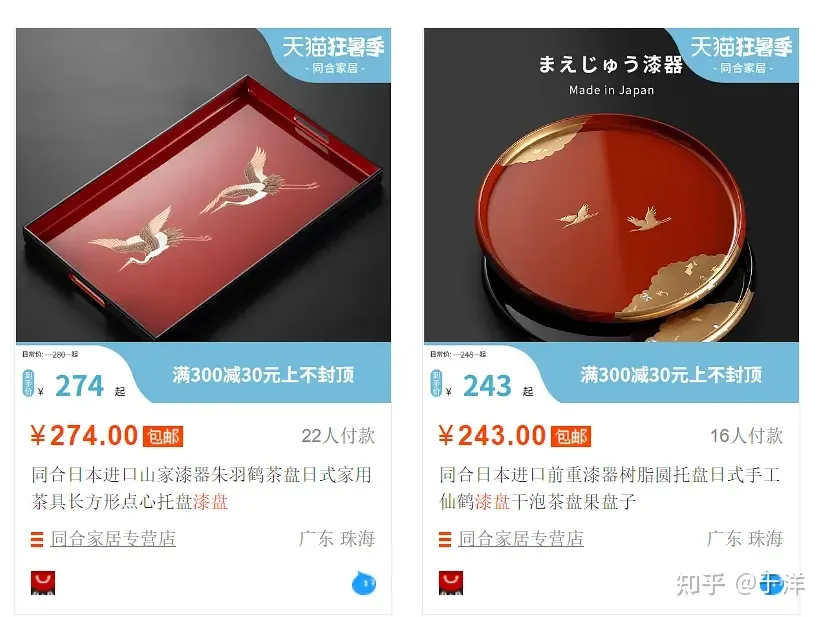 天猫狂暑季
- 同合家居 -
日常价: 280 起
到手价 ¥ 274 起
满300减30元上不封顶
¥274.00 包邮 22人付款
同合日本进口山家漆器朱羽鹤茶盘日式家用
茶具长方形点心托盘漆盘
同合家居专营店 广东 珠海
天猫狂暑季
- 同合家居 -
まえじゅう漆器
Made in Japan
日常价: 248 起
到手价 ¥ 243 起
满300减30元上不封顶
¥243.00 包邮 16人付款
同合日本进口前重漆器树脂圆托盘日式手工
仙鹤漆盘干泡茶盘果盘子
同合家居专营店 广东 珠海
知乎 @于洋